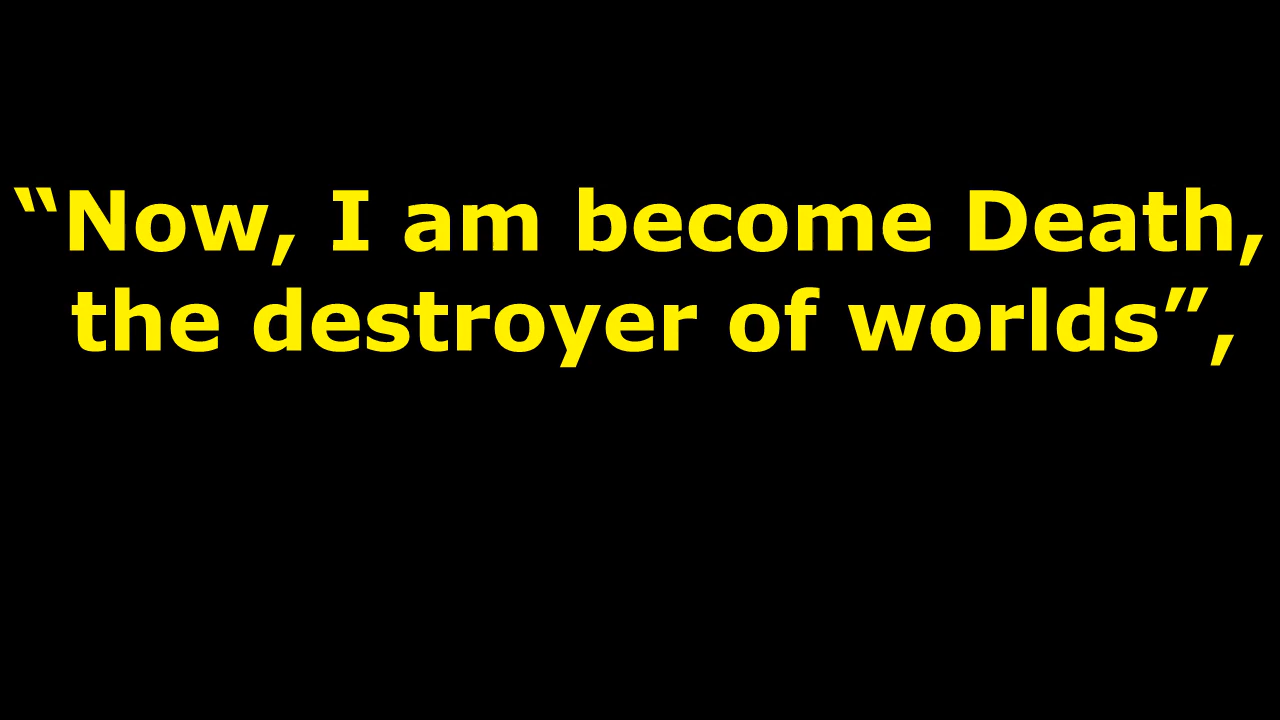 “Now, I am become Death,
the destroyer of worlds”,